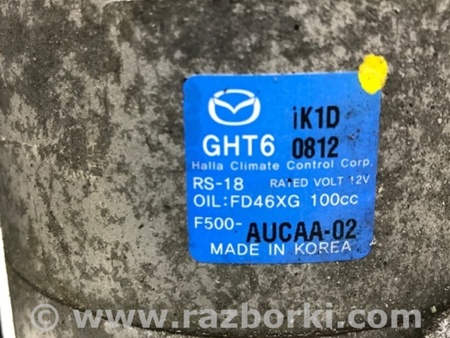 iK1D
GHT6 0812
Halla Climate Control Corp.
RS-18 RATED VOLT 12V
OIL:FD46XG 100cc
F500-AUCAA-02
MADE IN KOREA
© www.razborki.com